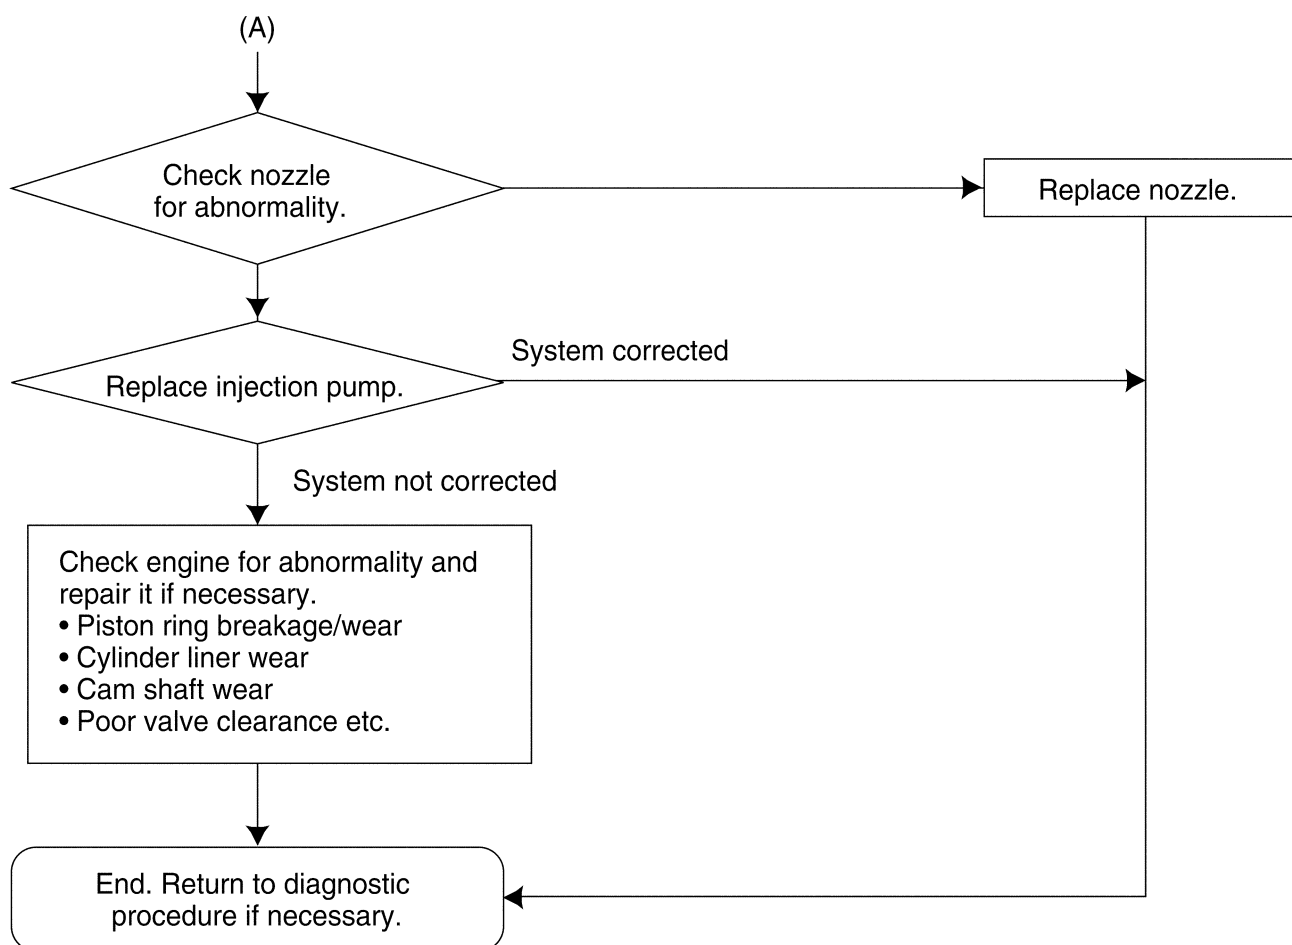 (A)
Check nozzle
for abnormality.
Replace nozzle.
System corrected
Replace injection pump.
System not corrected
Check engine for abnormality and
repair it if necessary.
• Piston ring breakage/wear
• Cylinder liner wear
• Cam shaft wear
• Poor valve clearance etc.
End. Return to diagnostic
procedure if necessary.